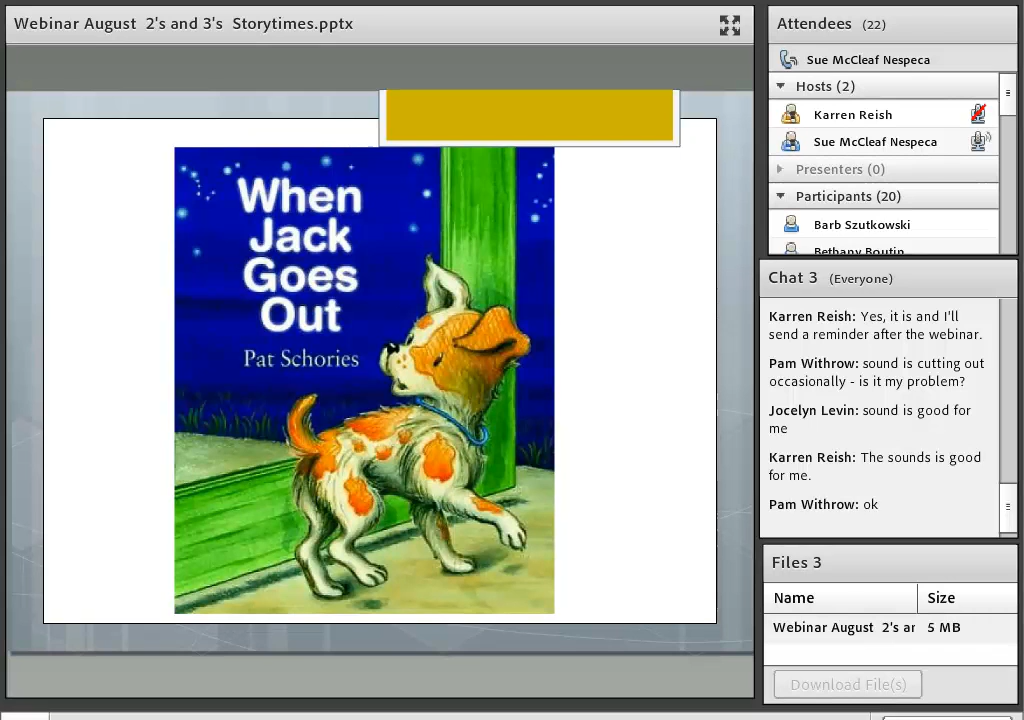 Webinar August  2's and 3's  Storytimes.pptx
When
Jack
Goes
Out
Pat Schories
Attendees (22)
Sue McCleaf Nespeca
Hosts (2)
Karren Reish
Sue McCleaf Nespeca
Presenters (0)
Participants (20)
Barb Szutkowski
Bethany Boutin
Chat 3 (Everyone)
Karren Reish: Yes, it is and I'll
send a reminder after the webinar.
Pam Withrow: sound is cutting out
occasionally - is it my problem?
Jocelyn Levin: sound is good for
me
Karren Reish: The sounds is good
for me.
Pam Withrow: ok
Files 3
Name Size
Webinar August  2's ar 5 MB
Download File(s)